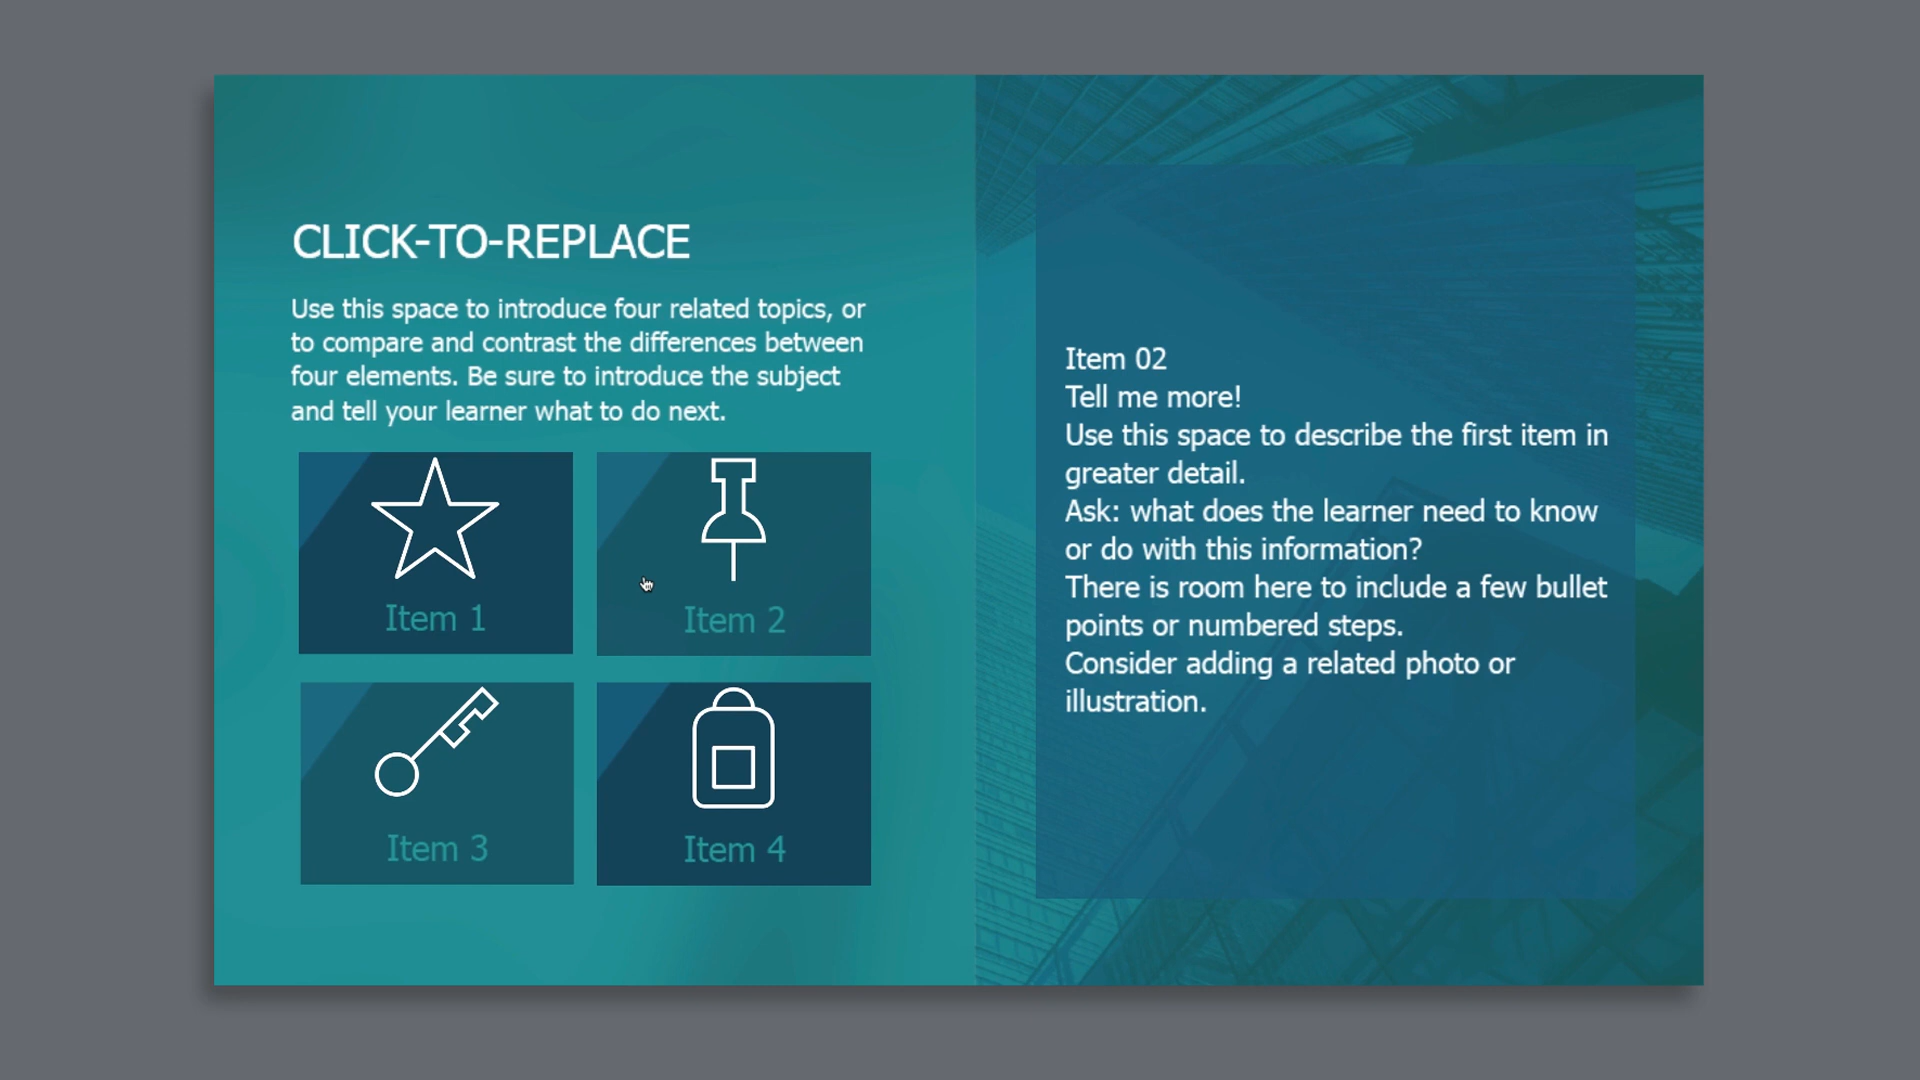 CLICK-TO-REPLACE
Use this space to introduce four related topics, or
to compare and contrast the differences between
four elements. Be sure to introduce the subject
and tell your learner what to do next.
Item 1
Item 2
Item 3
Item 4
Item 02
Tell me more!
Use this space to describe the first item in
greater detail.
Ask: what does the learner need to know
or do with this information?
There is room here to include a few bullet
points or numbered steps.
Consider adding a related photo or
illustration.